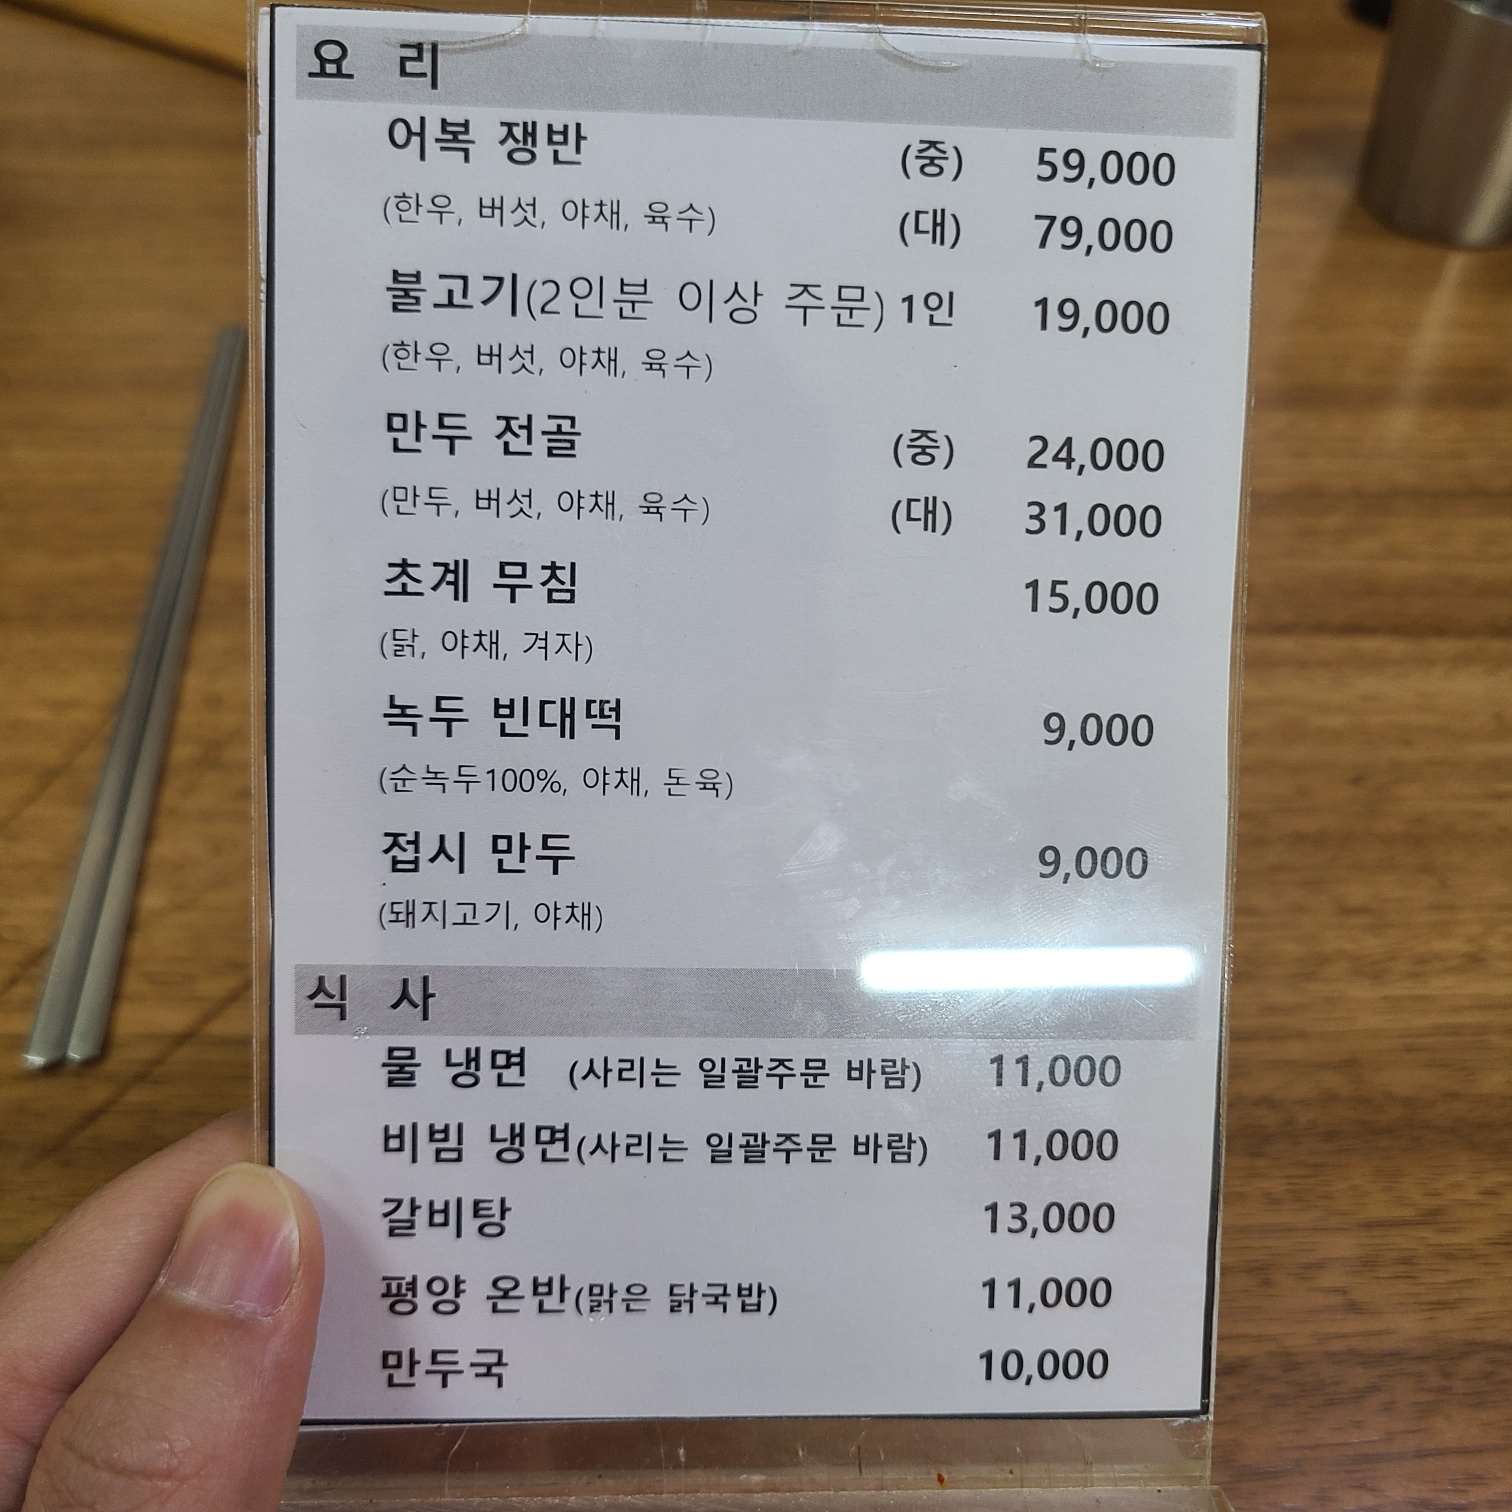 요 리
어복 쟁반 (중) 59,000
(한우, 버섯, 야채, 육수) (대) 79,000
불고기(2인분 이상 주문) 1인 19,000
(한우, 버섯, 야채, 육수)
만두 전골 (중) 24,000
(만두, 버섯, 야채, 육수) (대) 31,000
초계 무침 15,000
(닭, 야채, 겨자)
녹두 빈대떡 9,000
(순녹두100%, 야채, 돈육)
접시 만두 9,000
(돼지고기, 야채)
식 사
물 냉면 (사리는 일괄주문 바람) 11,000
비빔 냉면(사리는 일괄주문 바람) 11,000
갈비탕 13,000
평양 온반(맑은 닭국밥) 11,000
만두국 10,000